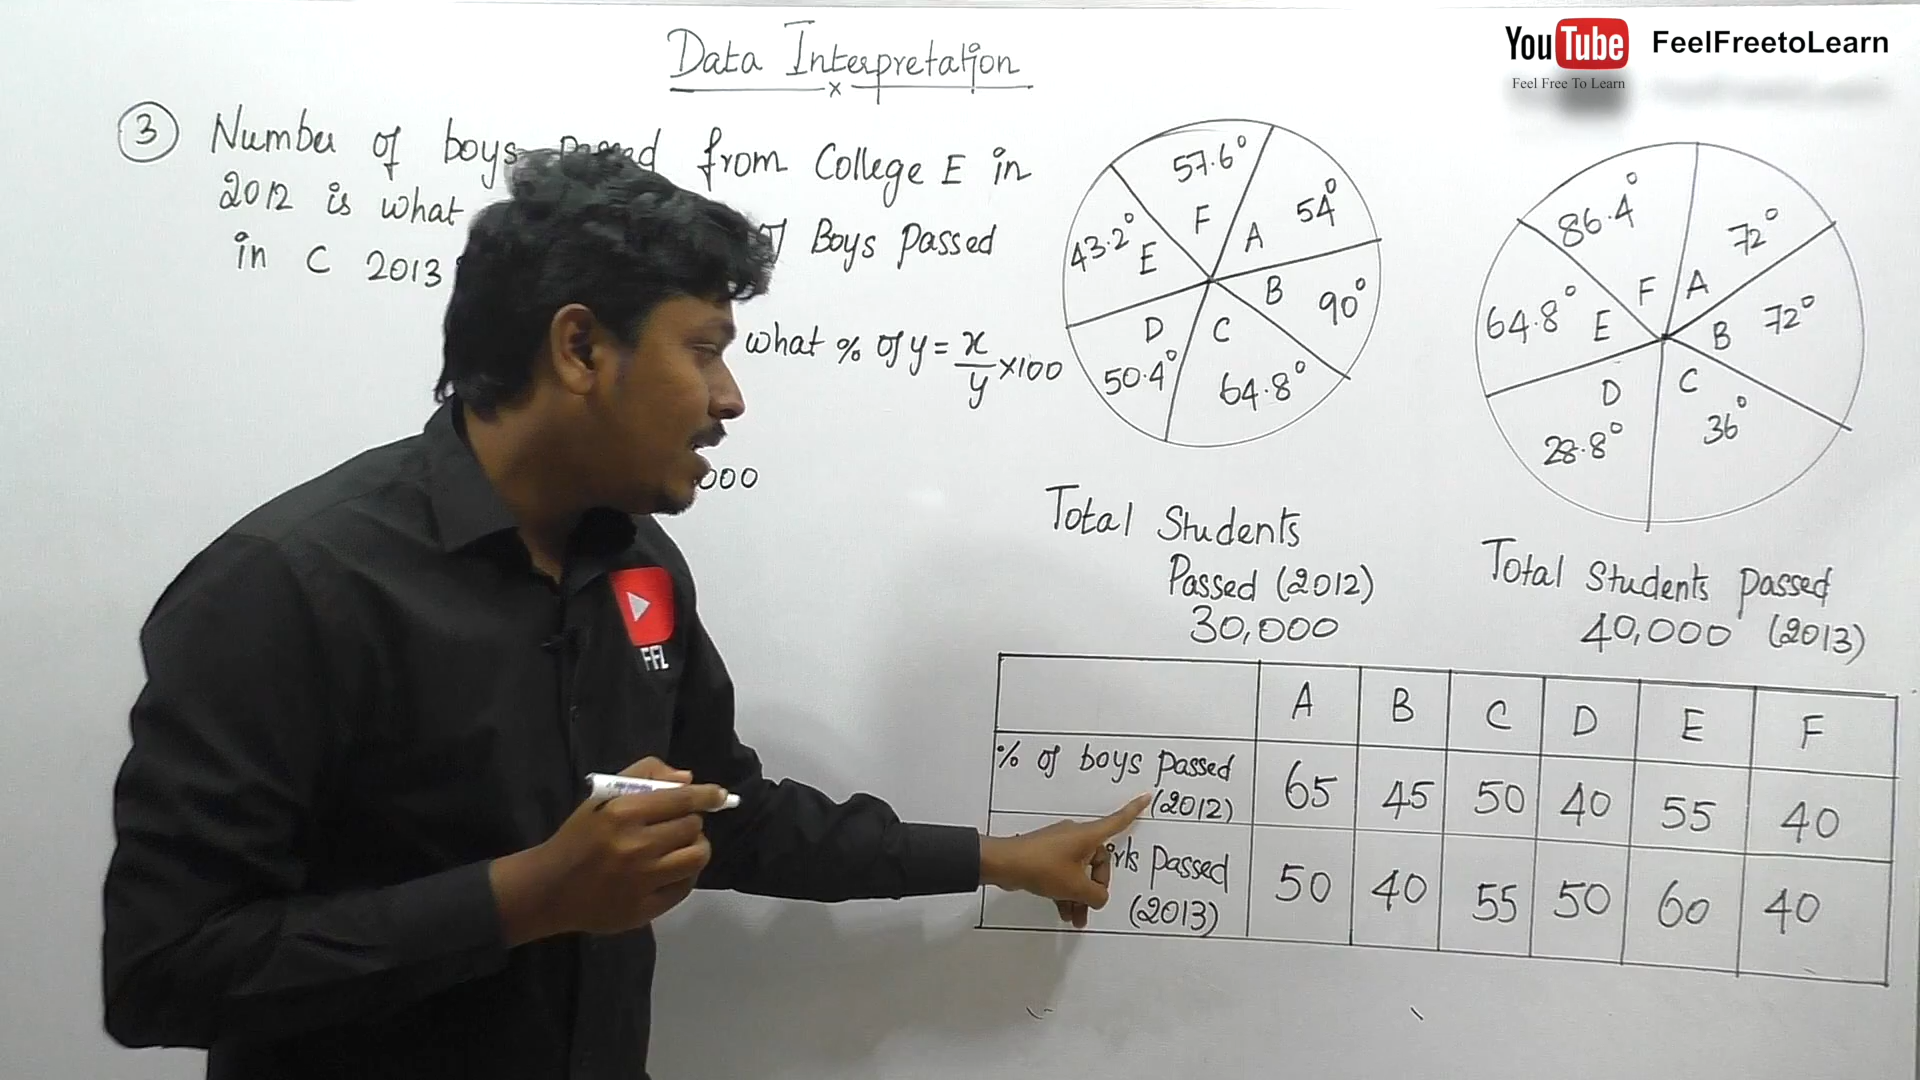 YouTube FeelFreetoLearn
Feel Free To Learn
Data Interpretation
3 Number of boys passed from College E in
2012 is what Boys Passed
in C 2013
what % of y = x/y ×100
000
57.6°
F
54°
A
43.2°
E
B
90°
D
C
50.4°
64.8°
86.4°
F
72°
A
64.8°
E
B
72°
D
C
28.8°
36°
Total Students
Passed (2012)
30,000
Total Students passed
40,000 (2013)
A B C D E F
% of boys passed
(2012) 65 45 50 40 55 40
passed
(2013) 50 40 55 50 60 40
FFL